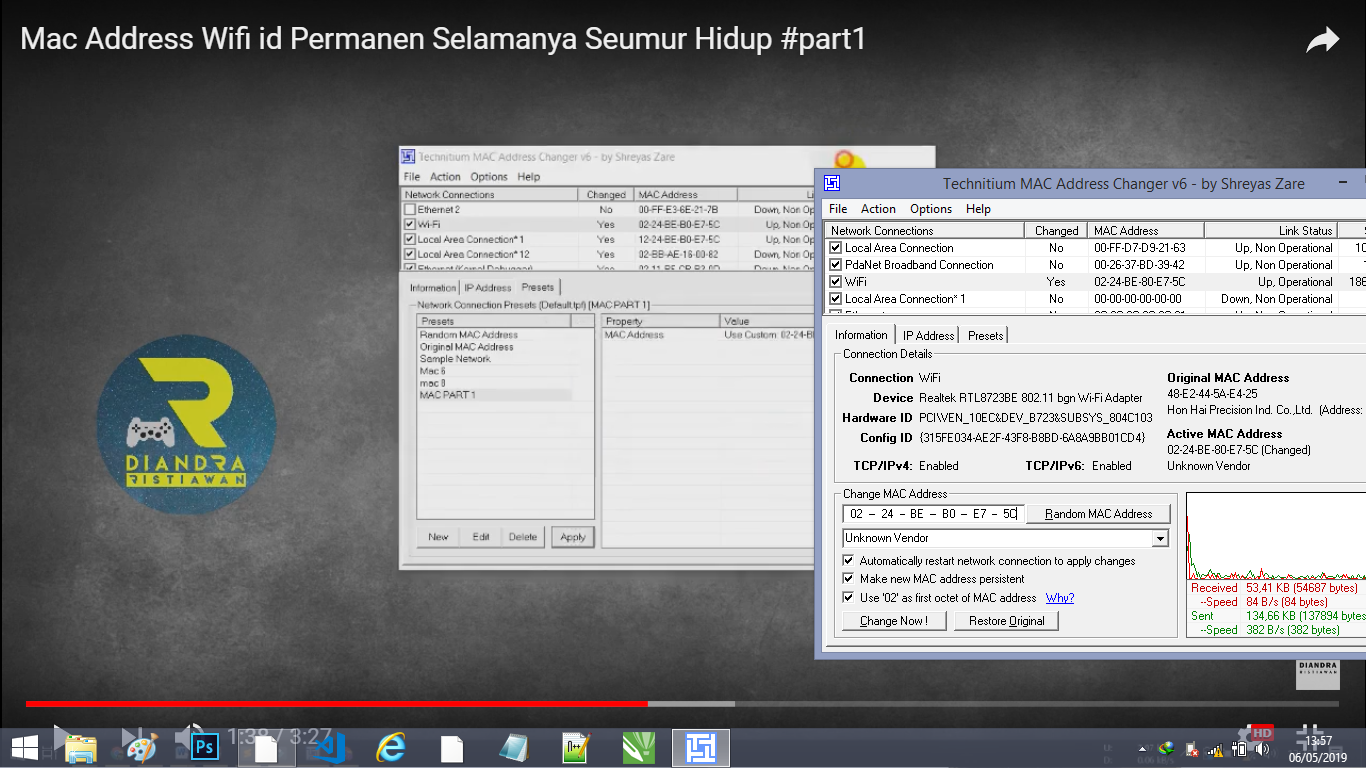 Mac Address Wifi id Permanen Selamanya Seumur Hidup #part1
Technitium MAC Address Changer v6 - by Shreyas Zare
File Action Options Help
Network Connections Changed MAC Address
Ethernet 2 No 00-FF-E3-6E-21-7B Down, Non Op
Wi-Fi Yes 02-24-BE-B0-E7-5C Up, Non Op
Local Area Connection* 1 Yes 12-24-BE-B0-E7-5C Up, Non Op
Local Area Connection* 12 Yes Down, Non Op
Information IP Address Presets
Network Connection Presets (Default.tpf) [MAC PART 1]
Presets Property Value
Random MAC Address MAC Address Use Custom: 02-24-BE
Original MAC Address
Sample Network
Mac 6
mac 8
MAC PART 1
New Edit Delete Apply
DIANDRA
RISTIAWAN
Technitium MAC Address Changer v6 - by Shreyas Zare
File Action Options Help
Network Connections Changed MAC Address Link Status
Local Area Connection No 00-FF-D7-D9-21-63 Up, Non Operational 10
PdaNet Broadband Connection No 00-26-37-BD-39-42 Up, Non Operational
WiFi Yes 02-24-BE-80-E7-5C Up, Operational 186
Local Area Connection* 1 No 00-00-00-00-00-00 Down, Non Operational
Information IP Address Presets
Connection Details
Connection WiFi
Device Realtek RTL8723BE 802.11 bgn Wi-Fi Adapter
Hardware ID PCI\VEN_10EC&DEV_B723&SUBSYS_804C103
Config ID {315FE034-AE2F-43F8-B8BD-6A8A9BB01CD4}
TCP/IPv4: Enabled TCP/IPv6: Enabled
Original MAC Address
48-E2-44-5A-E4-25
Hon Hai Precision Ind. Co.,Ltd. (Address:
Active MAC Address
02-24-BE-80-E7-5C (Changed)
Unknown Vendor
Change MAC Address
02 - 24 - BE - B0 - E7 - 5C Random MAC Address
Unknown Vendor
Automatically restart network connection to apply changes
Make new MAC address persistent
Use '02' as first octet of MAC address Why?
Change Now ! Restore Original
Received 53,41 KB (54687 bytes)
--Speed 84 B/s (84 bytes)
Sent 134,66 KB (137894 bytes
--Speed 382 B/s (382 bytes)
DIANDRA
RISTIAWAN
1:38 / 3:27
HD
Ps
13:57
06/05/2019